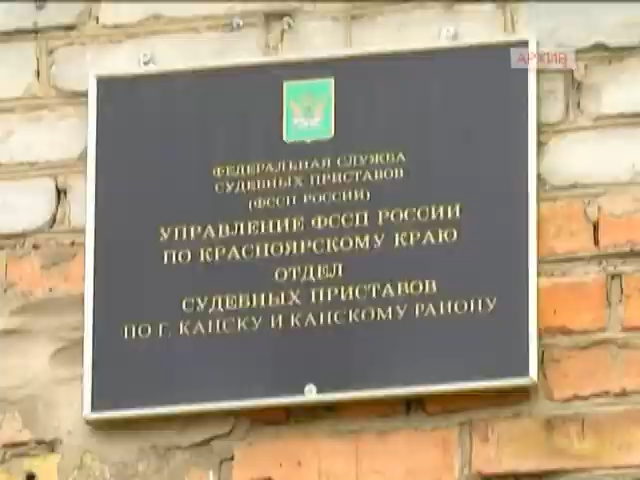 АРХИВ
ФЕДЕРАЛЬНАЯ СЛУЖБА
СУДЕБНЫХ ПРИСТАВОВ
(ФССП РОССИИ)
УПРАВЛЕНИЕ ФССП РОССИИ
ПО КРАСНОЯРСКОМУ КРАЮ
ОТДЕЛ
СУДЕБНЫХ ПРИСТАВОВ
ПО Г. КАНСКУ И КАНСКОМУ РАЙОНУ